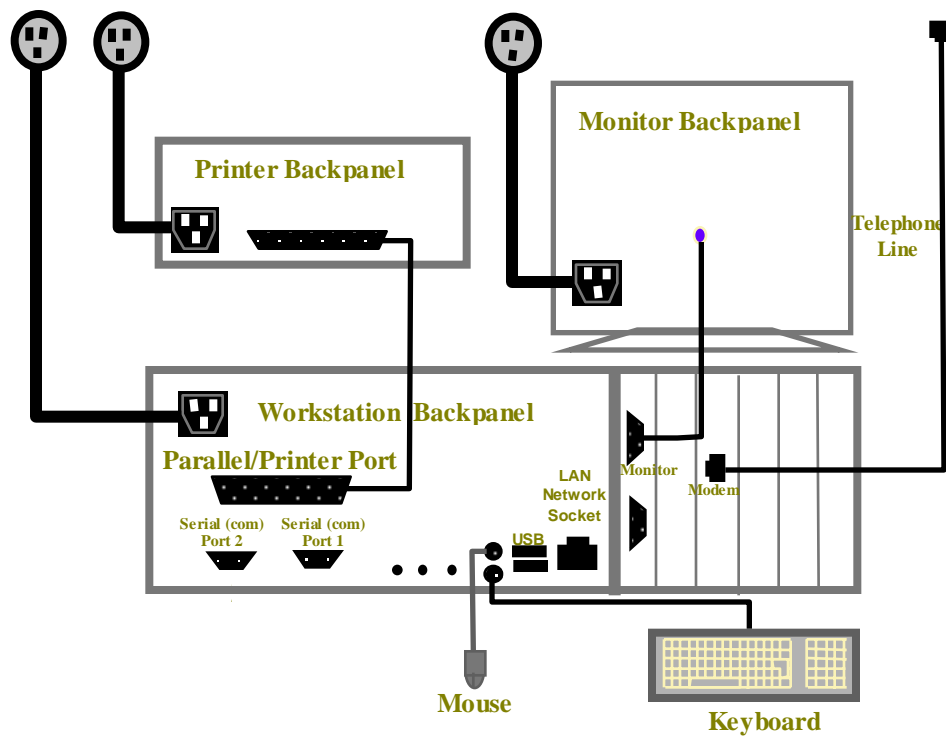 Monitor Backpanel
Printer Backpanel
Telephone
Line
Workstation Backpanel
Parallel/Printer Port
Monitor
Modem
LAN
Network
Socket
Serial (com)
Port 2
Serial (com)
Port 1
USB
Mouse
Keyboard